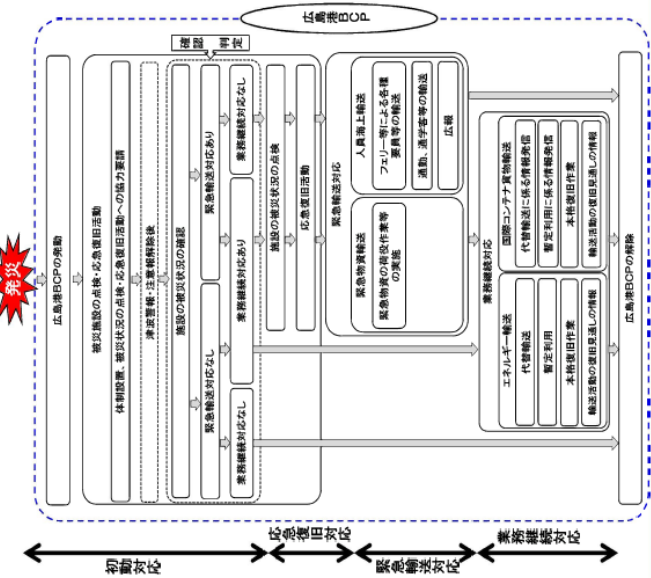 広島港BCP
発災
広島港BCPの発動
被災施設の点検・応急復旧活動
体制設置、被災状況の点検・応急復旧活動への協力要請
津波警報・注意報解除後
施設の被災状況の確認
確認
判定
緊急輸送対応なし
緊急輸送対応あり
業務継続対応なし
業務継続対応あり
業務継続対応なし
施設の被災状況の点検
応急復旧活動
緊急輸送対応
緊急物資輸送
緊急物資の荷役作業等
の実施
人員海上輸送
フェリー等による各種
要員等の輸送
通勤、通学客等の輸送
広報
業務継続対応
エネルギー輸送
代替輸送
暫定利用
本格復旧作業
輸送活動の復旧見通しの情報
国際コンテナ貨物輸送
代替輸送に係る情報発信
暫定利用に係る情報発信
本格復旧作業
輸送活動の復旧見通しの情報
広島港BCPの解除
初動対応
応急復旧対応
緊急輸送対応
業務継続対応